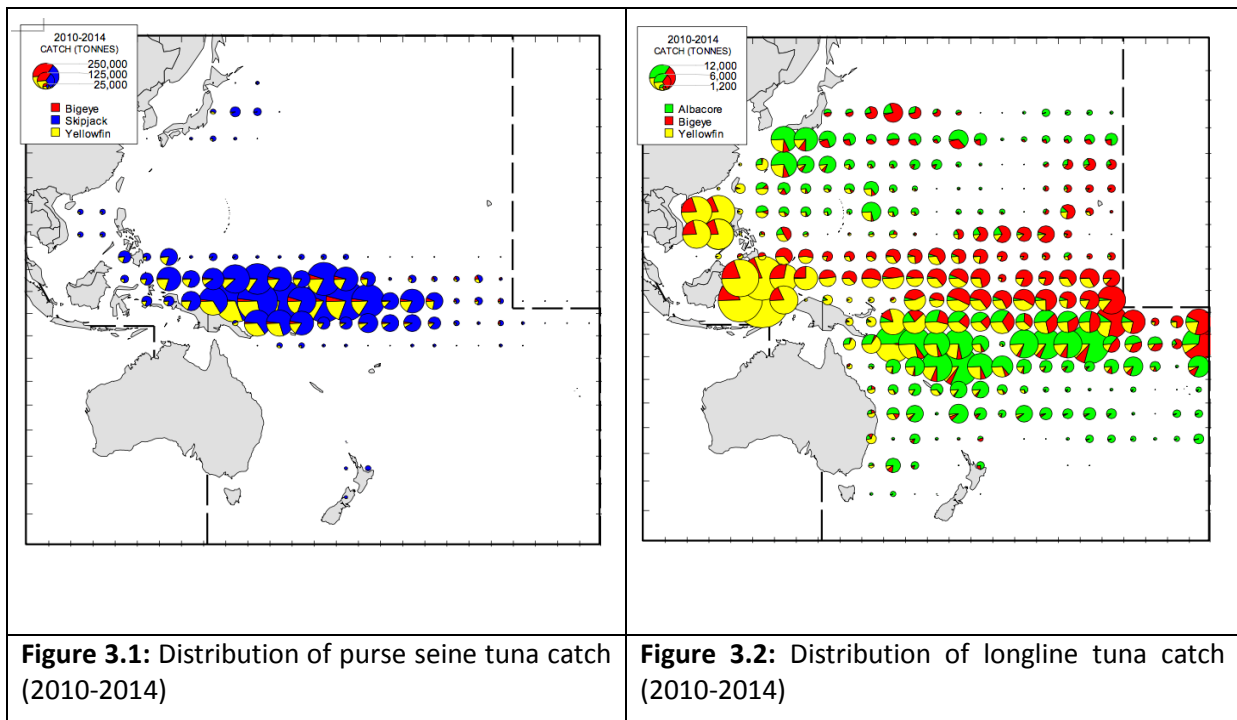 2010-2014
CATCH (TONNES)
250,000
125,000
25,000
Bigeye
Skipjack
Yellowfin
2010-2014
CATCH (TONNES)
12,000
6,000
1,200
Albacore
Bigeye
Yellowfin
Figure 3.1: Distribution of purse seine tuna catch
(2010-2014)
Figure 3.2: Distribution of longline tuna catch
(2010-2014)